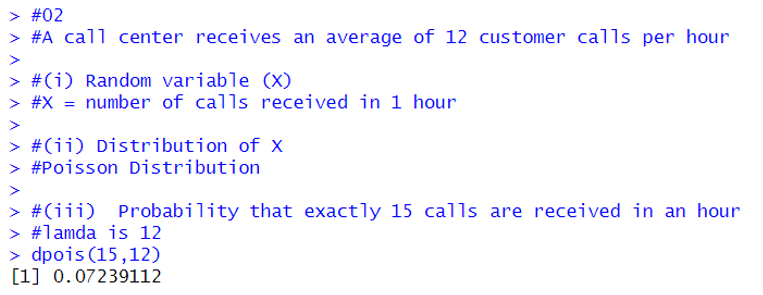 > #02
> #A call center receives an average of 12 customer calls per hour
>
> #(i) Random variable (X)
> #X = number of calls received in 1 hour
>
> #(ii) Distribution of X
> #Poisson Distribution
>
> #(iii)  Probability that exactly 15 calls are received in an hour
> #lamda is 12
> dpois(15,12)
[1] 0.07239112